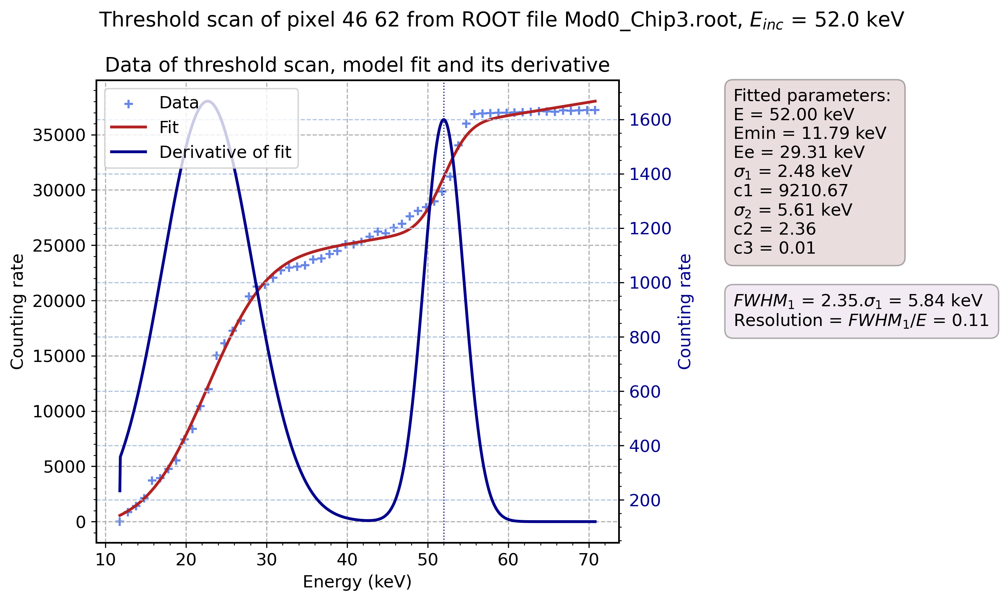 Threshold scan of pixel 46 62 from ROOT file Mod0_Chip3.root, E_inc = 52.0 keV
Data of threshold scan, model fit and its derivative
Data
Fit
Derivative of fit
Counting rate
35000
30000
25000
20000
15000
10000
5000
0
10 20 30 40 50 60 70
Energy (keV)
1600
1400
1200
1000
800
600
400
200
Counting rate
Fitted parameters:
E = 52.00 keV
Emin = 11.79 keV
Ee = 29.31 keV
σ₁ = 2.48 keV
c1 = 9210.67
σ₂ = 5.61 keV
c2 = 2.36
c3 = 0.01
FWHM₁ = 2.35.σ₁ = 5.84 keV
Resolution = FWHM₁/E = 0.11